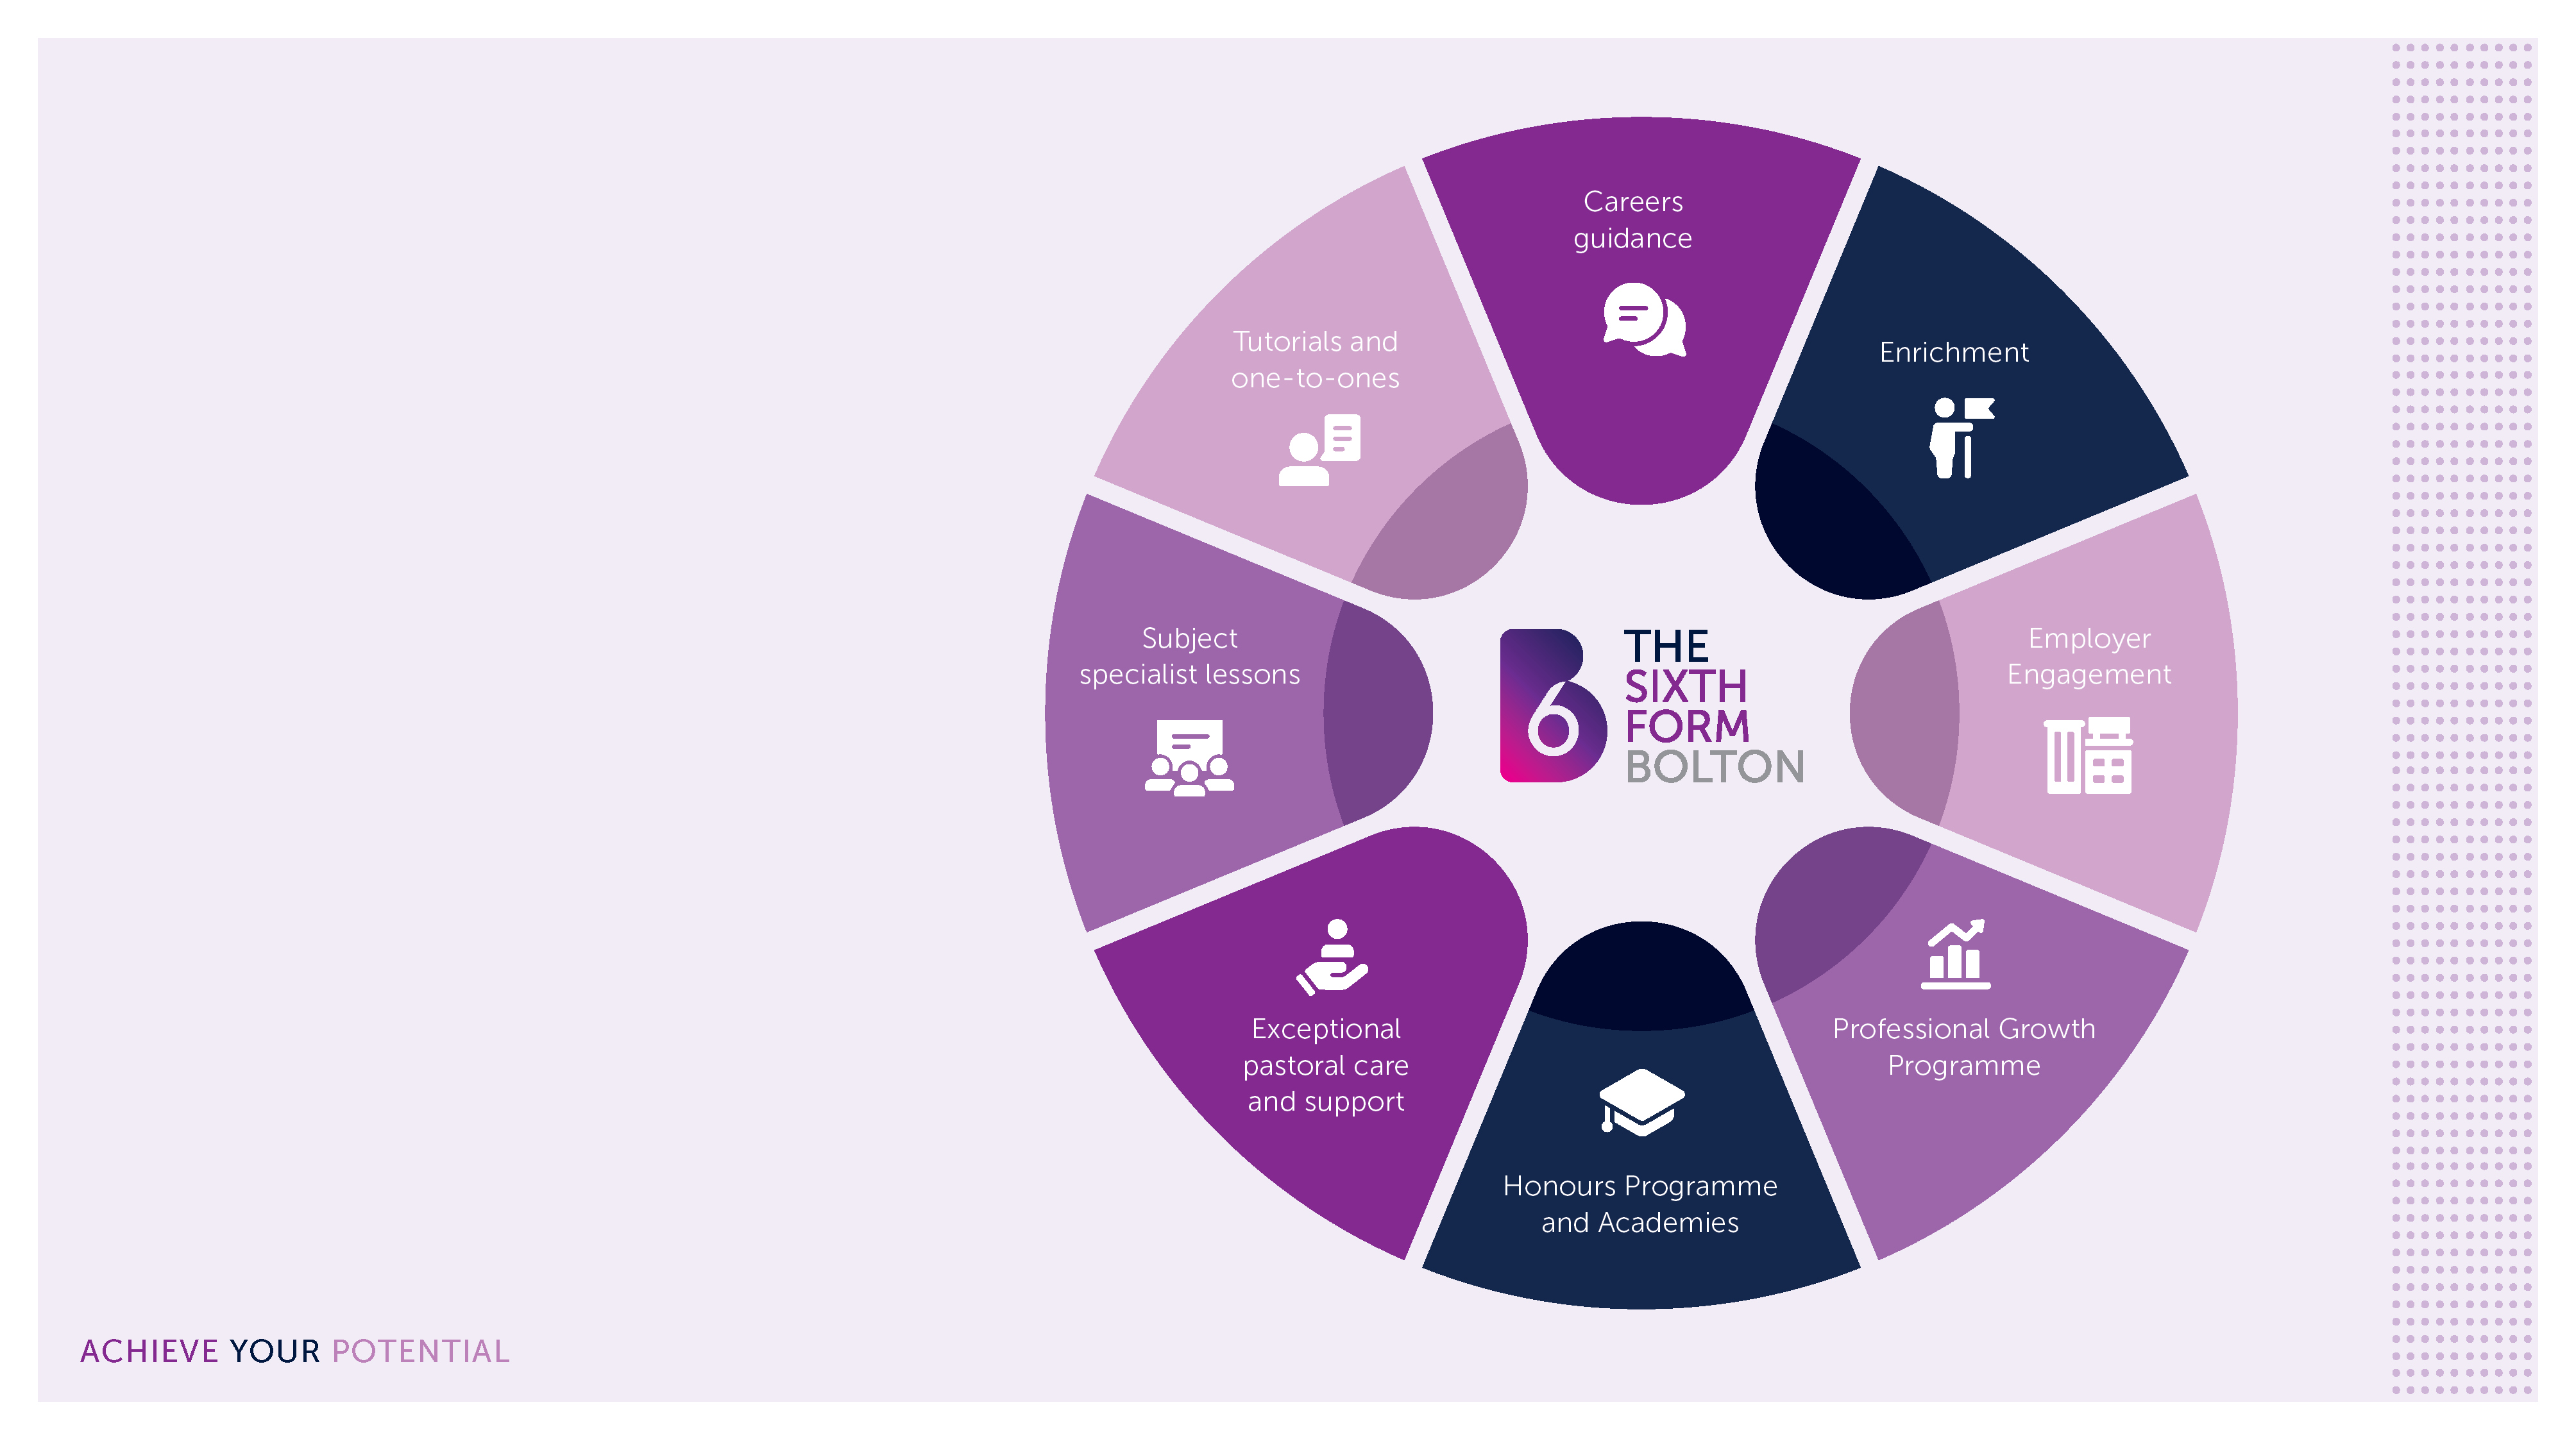 Careers
guidance
Enrichment
Employer
Engagement
Professional Growth
Programme
Honours Programme
and Academies
Exceptional
pastoral care
and support
Subject
specialist lessons
Tutorials and
one-to-ones
B6
THE
SIXTH
FORM
BOLTON
ACHIEVE YOUR POTENTIAL